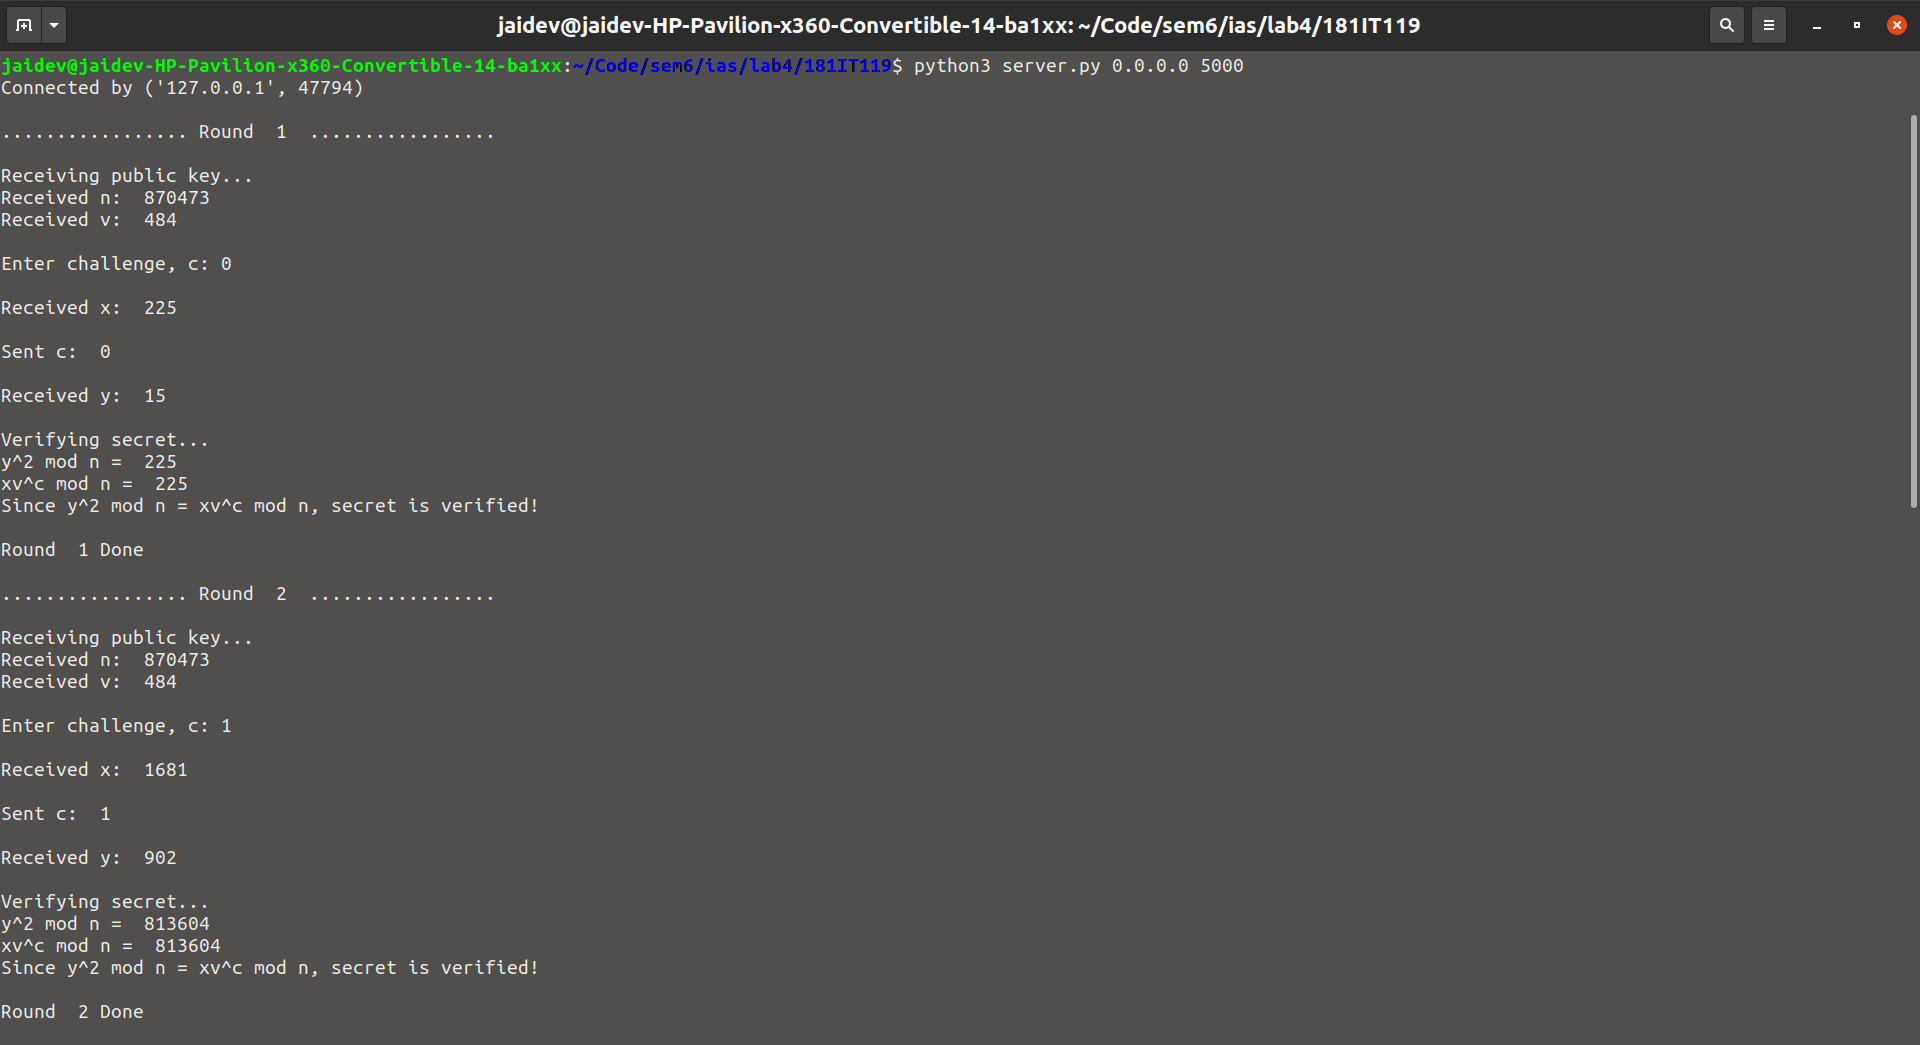 jaidev@jaidev-HP-Pavilion-x360-Convertible-14-ba1xx: ~/Code/sem6/ias/lab4/181IT119
jaidev@jaidev-HP-Pavilion-x360-Convertible-14-ba1xx:~/Code/sem6/ias/lab4/181IT119$ python3 server.py 0.0.0.0 5000
Connected by ('127.0.0.1', 47794)
................. Round  1  .................
Receiving public key...
Received n:  870473
Received v:  484
Enter challenge, c: 0
Received x:  225
Sent c:  0
Received y:  15
Verifying secret...
y^2 mod n =  225
xv^c mod n =  225
Since y^2 mod n = xv^c mod n, secret is verified!
Round  1 Done
................. Round  2  .................
Receiving public key...
Received n:  870473
Received v:  484
Enter challenge, c: 1
Received x:  1681
Sent c:  1
Received y:  902
Verifying secret...
y^2 mod n =  813604
xv^c mod n =  813604
Since y^2 mod n = xv^c mod n, secret is verified!
Round  2 Done